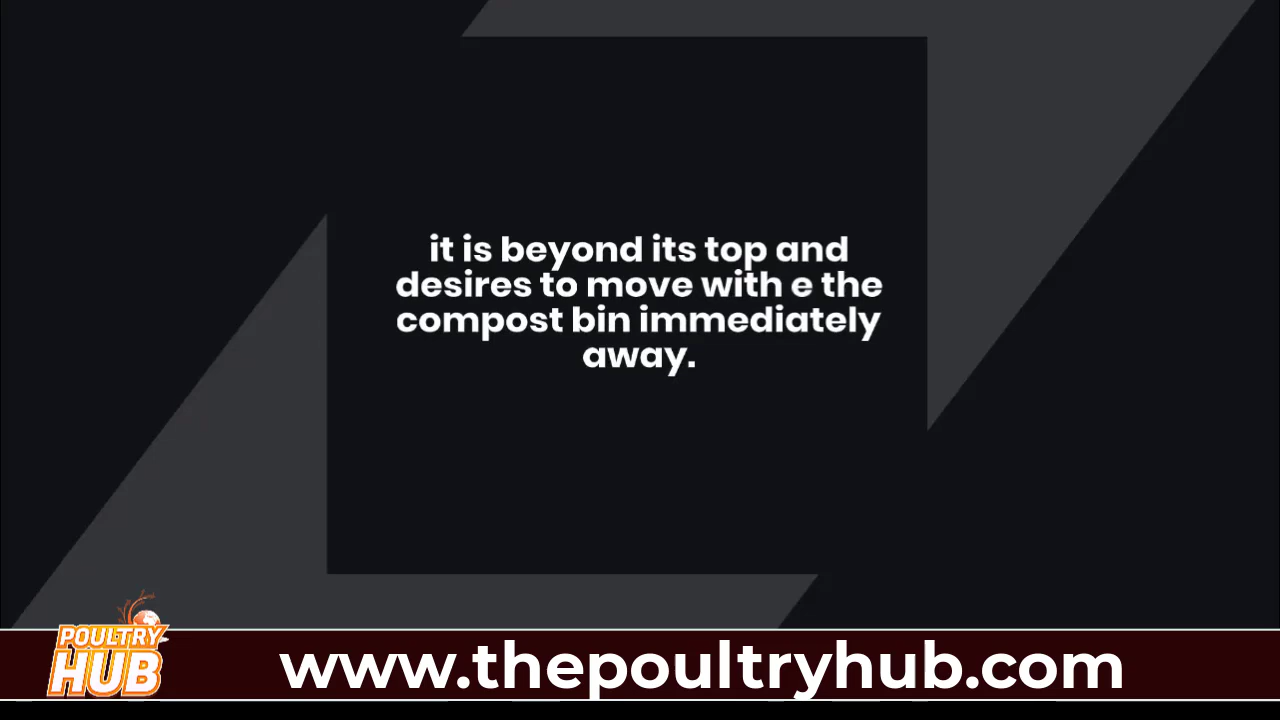 it is beyond its top and
desires to move with e the
compost bin immediately
away.
POULTRY
HUB
www.thepoultryhub.com